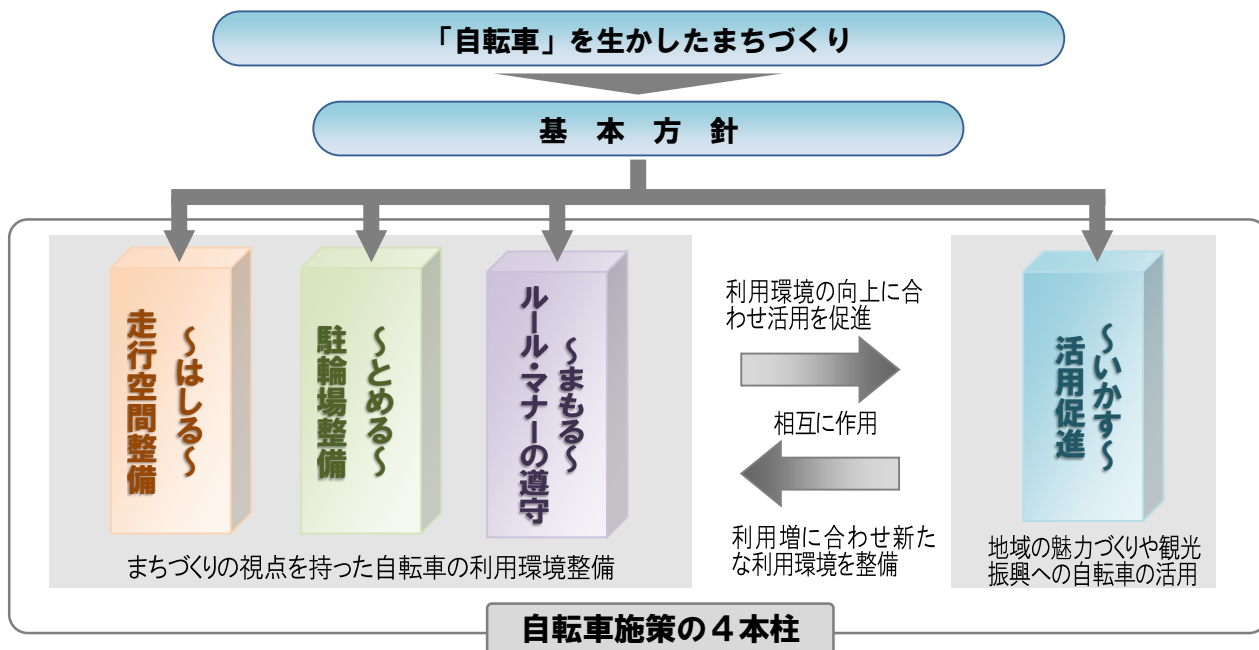 「自転車」を生かしたまちづくり
基本方針
～はしる～
走行空間整備
～とめる～
駐輪場整備
～まもる～
ルール・マナーの遵守
まちづくりの視点を持った自転車の利用環境整備
利用環境の向上に合
わせ活用を促進
相互に作用
利用増に合わせ新た
な利用環境を整備
～いかす～
活用促進
地域の魅力づくりや観光
振興への自転車の活用
自転車施策の４本柱